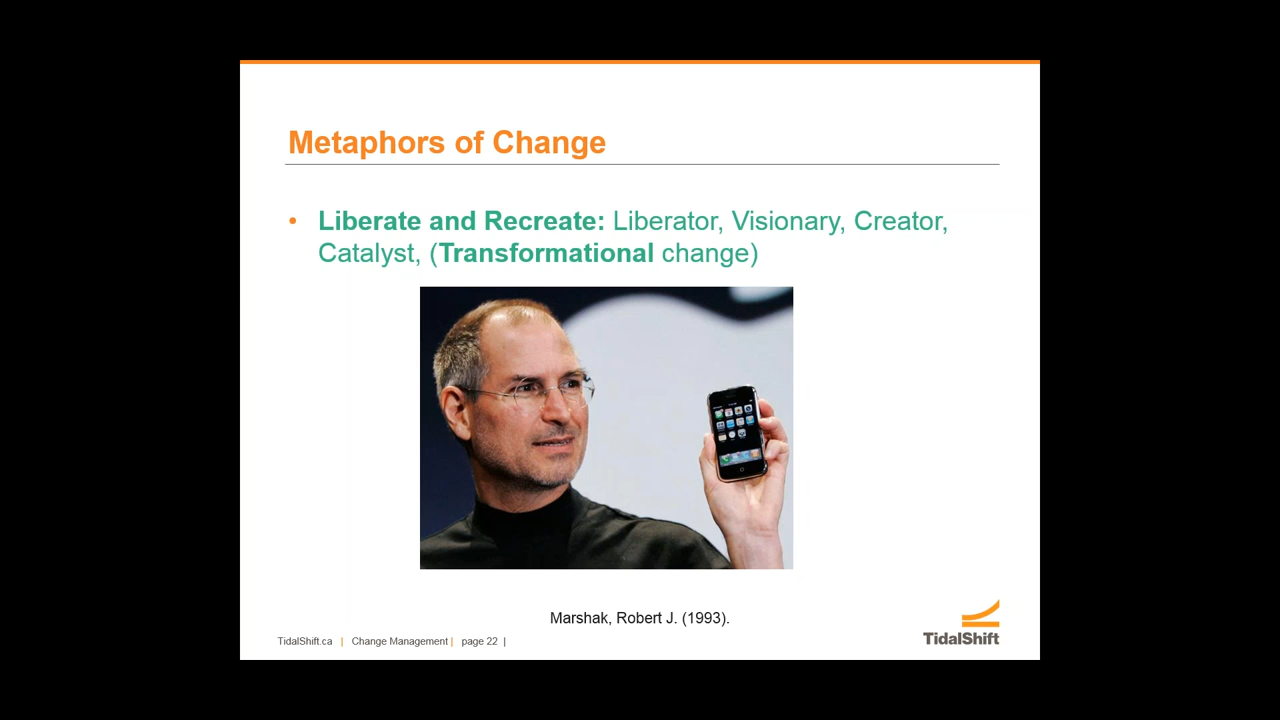 Metaphors of Change
• Liberate and Recreate: Liberator, Visionary, Creator,
Catalyst, (Transformational change)
Marshak, Robert J. (1993).
TidalShift.ca | Change Management | page 22 |
TidalShift